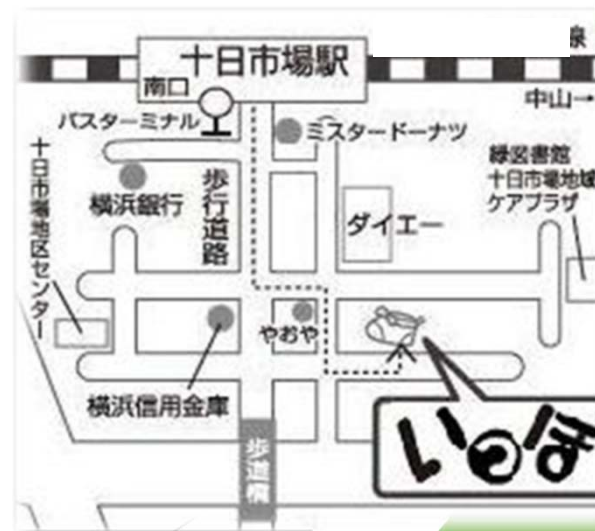 線
十日市場駅
南口
中山→
バスターミナル
ミスタードーナツ
緑図書館
十日市場地域
ケアプラザ
横浜銀行
歩行道路
ダイエー
十日市場地区センター
やおや
横浜信用金庫
いっぽ
歩道橋